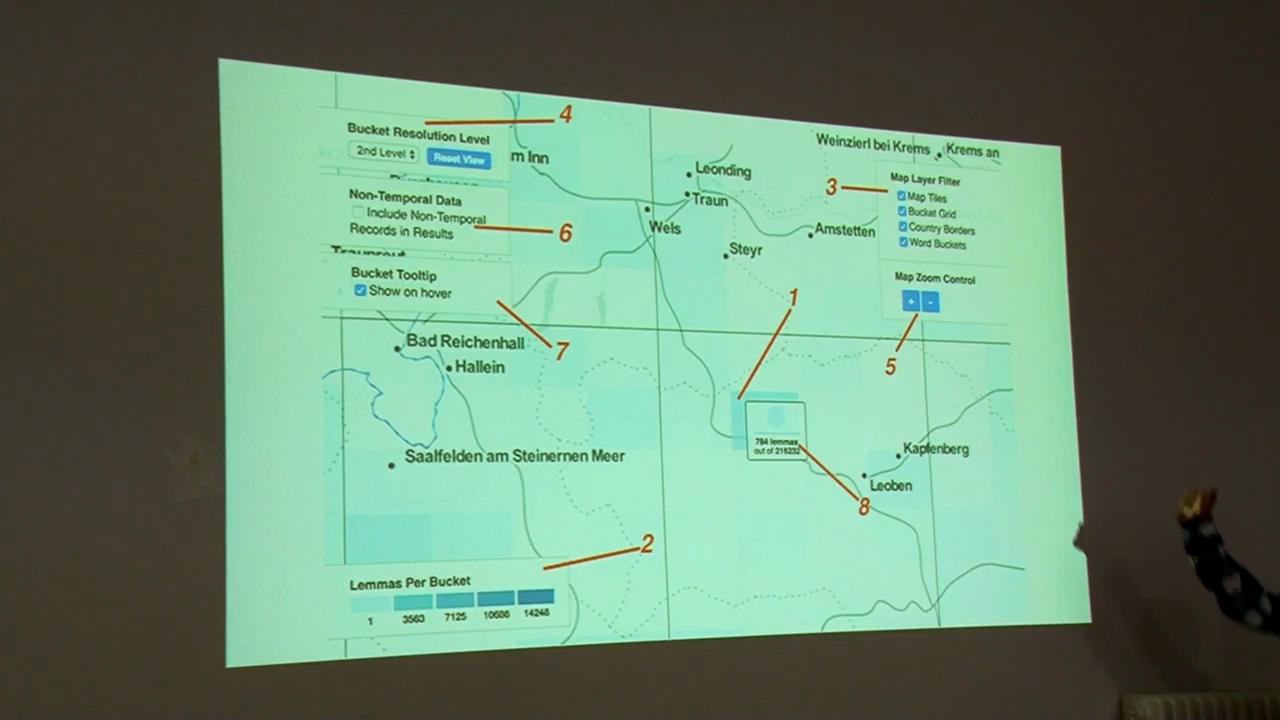 4
Bucket Resolution Level
2nd Level
Reset View
m Inn
Non-Temporal Data
Include Non-Temporal
Records in Results
6
Bucket Tooltip
Show on hover
7
Leonding
Traun
Wels
Steyr
Amstetten
Weinzierl bei Krems
Krems an
3
Map Layer Filter
Map Tiles
Bucket Grid
Country Borders
Word Buckets
Map Zoom Control
+ -
5
1
Bad Reichenhall
Hallein
Saalfelden am Steinernen Meer
784 lemmas
out of 216232
8
Kapfenberg
Leoben
2
Lemmas Per Bucket
1 3563 7125 10686 14248